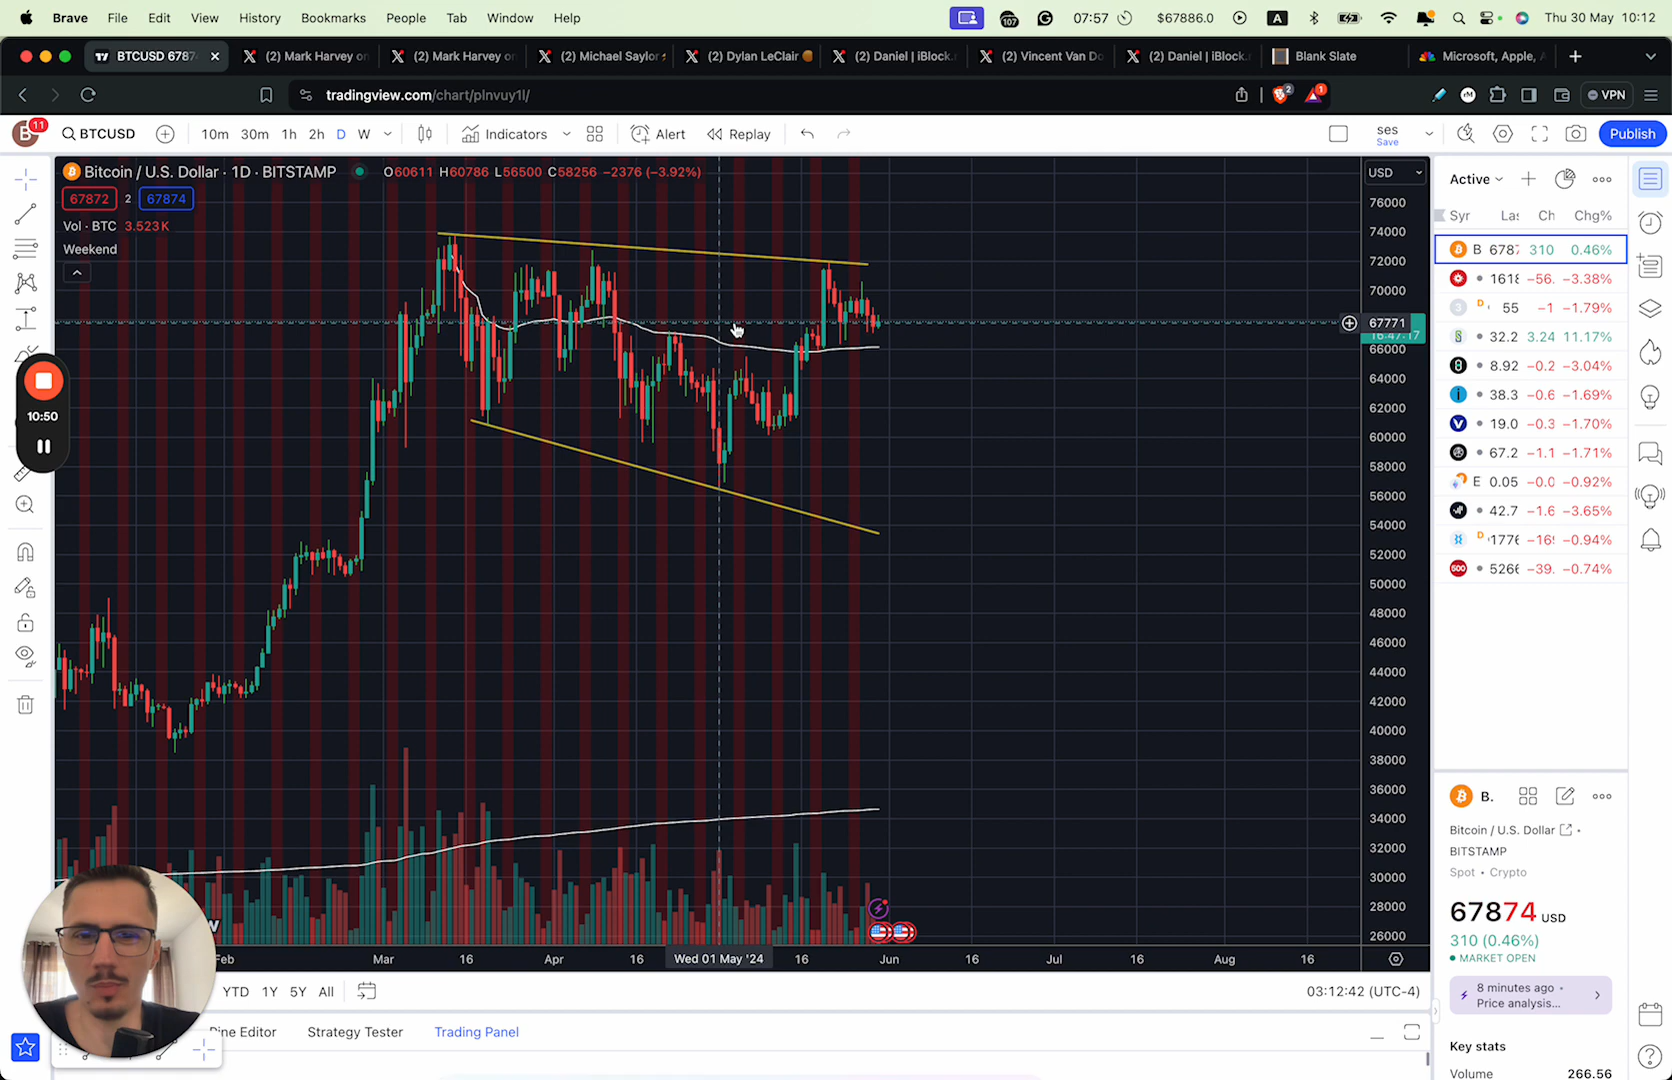 Brave File Edit View History Bookmarks People Tab Window Help 107 07:57 $67886.0 A Thu 30 May 10:12
BTCUSD 6787 (2) Mark Harvey on (2) Mark Harvey on (2) Michael Saylor (2) Dylan LeClair (2) Daniel | iBlock. (2) Vincent Van Do (2) Daniel | iBlock. Blank Slate Microsoft, Apple, A
tradingview.com/chart/plnvuy1l/ 2 1 VPN
B 11 BTCUSD 10m 30m 1h 2h D W Indicators Alert Replay ses Save Publish
Bitcoin / U.S. Dollar · 1D · BITSTAMP O60611 H60786 L56500 C58256 −2376 (−3.92%)
67872 2 67874
Vol · BTC 3.523K
Weekend
USD
76000
74000
72000
70000
67771
16:47:17
66000
64000
62000
60000
58000
56000
54000
52000
50000
48000
46000
44000
42000
40000
38000
36000
34000
32000
30000
28000
26000
10:50
Feb Mar 16 Apr 16 Wed 01 May '24 16 Jun 16 Jul 16 Aug 16
YTD 1Y 5Y All 03:12:42 (UTC-4)
Pine Editor Strategy Tester Trading Panel
Active
Syr Las Ch Chg%
B 6787 310 0.46%
1618 −56. −3.38%
3 D 55 −1 −1.79%
32.2 3.24 11.17%
8.92 −0.2 −3.04%
38.3 −0.6 −1.69%
19.0 −0.3 −1.70%
67.2 −1.1 −1.71%
E 0.05 −0.0 −0.92%
42.7 −1.6 −3.65%
D 1776 −169 −0.94%
500 5266 −39. −0.74%
B.
Bitcoin / U.S. Dollar
BITSTAMP
Spot • Crypto
67874 USD
310 (0.46%)
MARKET OPEN
8 minutes ago •
Price analysis...
Key stats
Volume 266.56